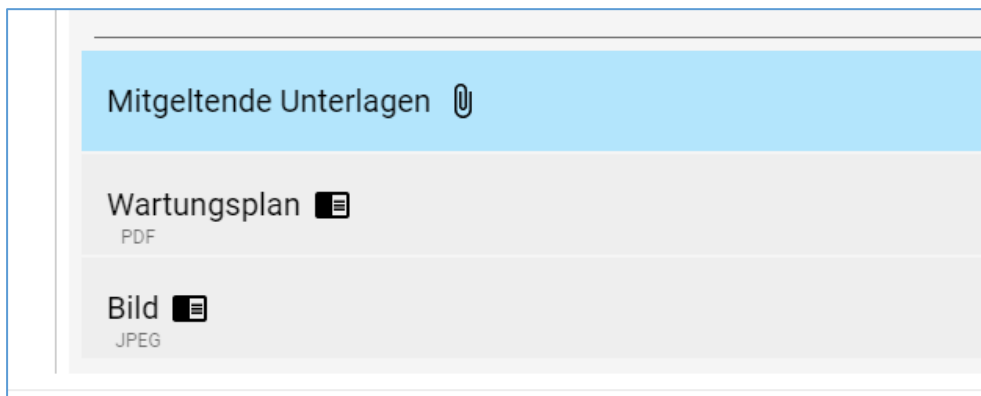 Mitgeltende Unterlagen
Wartungsplan
PDF
Bild
JPEG